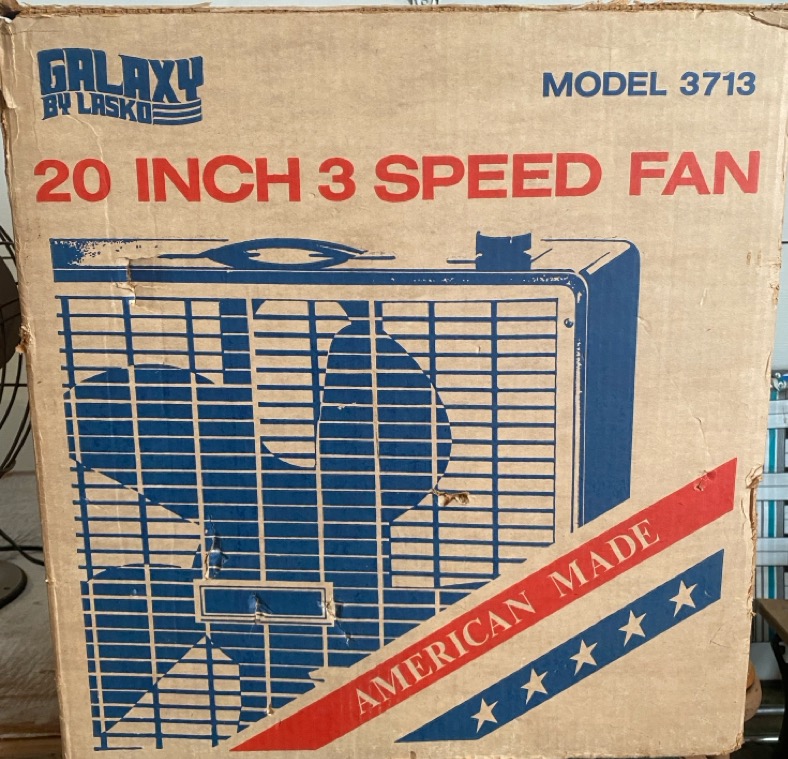 GALAXY
BY LASKO
MODEL 3713
20 INCH 3 SPEED FAN
AMERICAN MADE